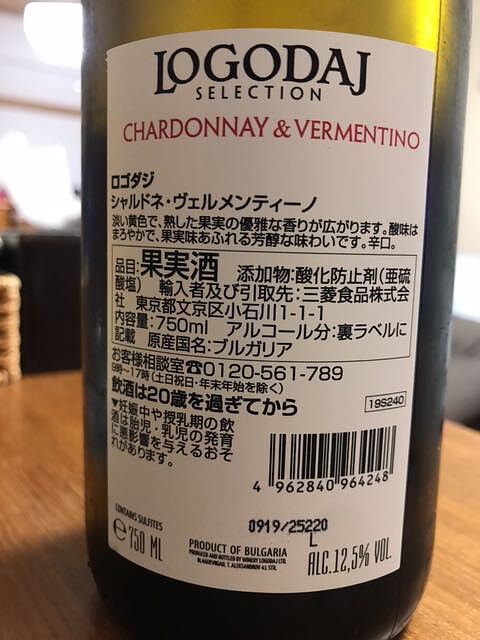 LOGODAJ
SELECTION
CHARDONNAY & VERMENTINO
ロゴダジ
シャルドネ・ヴェルメンティーノ
淡い黄色で、熟した果実の優雅な香りが広がります。酸味は
まろやかで、果実味あふれる芳醇な味わいです。辛口。
品目:果実酒 添加物:酸化防止剤(亜硫
酸塩) 輸入者及び引取先:三菱食品株式会
社 東京都文京区小石川1-1-1
内容量:750ml アルコール分:裏ラベルに
記載 原産国名:ブルガリア
お客様相談室☎0120-561-789
9時~17時(土日祝日・年末年始を除く)
飲酒は20歳を過ぎてから
19S240
▼妊娠中や授乳期の飲
酒は胎児・乳児の発育
に悪影響を与えるおそ
れがあります。
4 962840 964248
0919/25220
L
CONTAINS SULFITES
e 750 ML
PRODUCT OF BULGARIA
PRODUCED AND BOTTLED BY WINERY LOGODAJ LTD.
BLAGOEVGRAD, T. ALEKSANDROV 41 STR.
ALC.12,5% VOL.